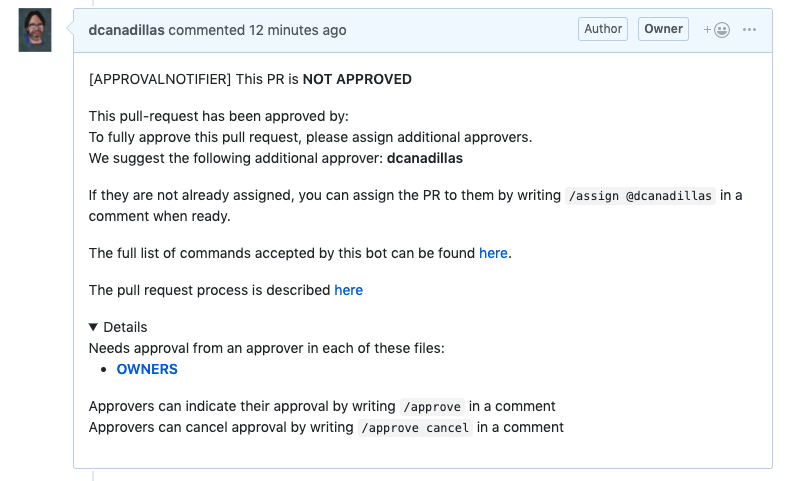 dcanadillas commented 12 minutes ago
Author
Owner
[APPROVALNOTIFIER] This PR is NOT APPROVED
This pull-request has been approved by:
To fully approve this pull request, please assign additional approvers.
We suggest the following additional approver: dcanadillas
If they are not already assigned, you can assign the PR to them by writing /assign @dcanadillas in a
comment when ready.
The full list of commands accepted by this bot can be found here.
The pull request process is described here
▼ Details
Needs approval from an approver in each of these files:
• OWNERS
Approvers can indicate their approval by writing /approve in a comment
Approvers can cancel approval by writing /approve cancel in a comment